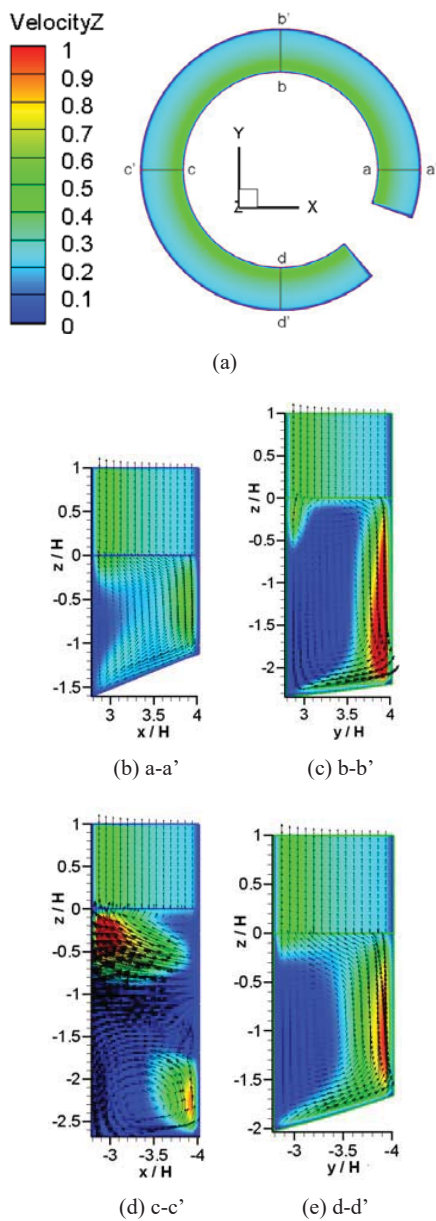 VelocityZ
1
0.9
0.8
0.7
0.6
0.5
0.4
0.3
0.2
0.1
0
b'
b
c'
c
a
a'
Y
Z
X
d
d'
(a)
1
0.5
0
-0.5
-1
-1.5
z / H
3
3.5
4
x / H
(b) a-a’
1
0.5
0
-0.5
-1
-1.5
-2
z / H
3
3.5
4
y / H
(c) b-b’
1
0.5
0
-0.5
-1
-1.5
-2
-2.5
z / H
-3
-3.5
-4
x / H
(d) c-c’
1
0.5
0
-0.5
-1
-1.5
-2
z / H
-3
-3.5
-4
y / H
(e) d-d’